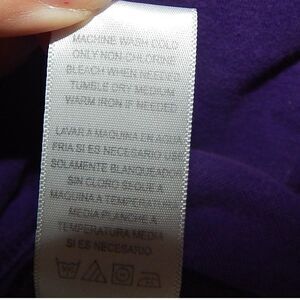 MACHINE WASH COLD
ONLY NON-CHLORINE
BLEACH WHEN NEEDED
TUMBLE DRY MEDIUM
WARM IRON IF NEEDED
LAVAR A MAQUINA EN AGUA
FRIA SI ES NECESARIO USE
SOLAMENTE BLANQUEADOR
SIN CLORO SEQUE A
MAQUINA A TEMPERATURA
MEDIA PLANCHE A
TEMPERATURA MEDIA
SI ES NECESARIO